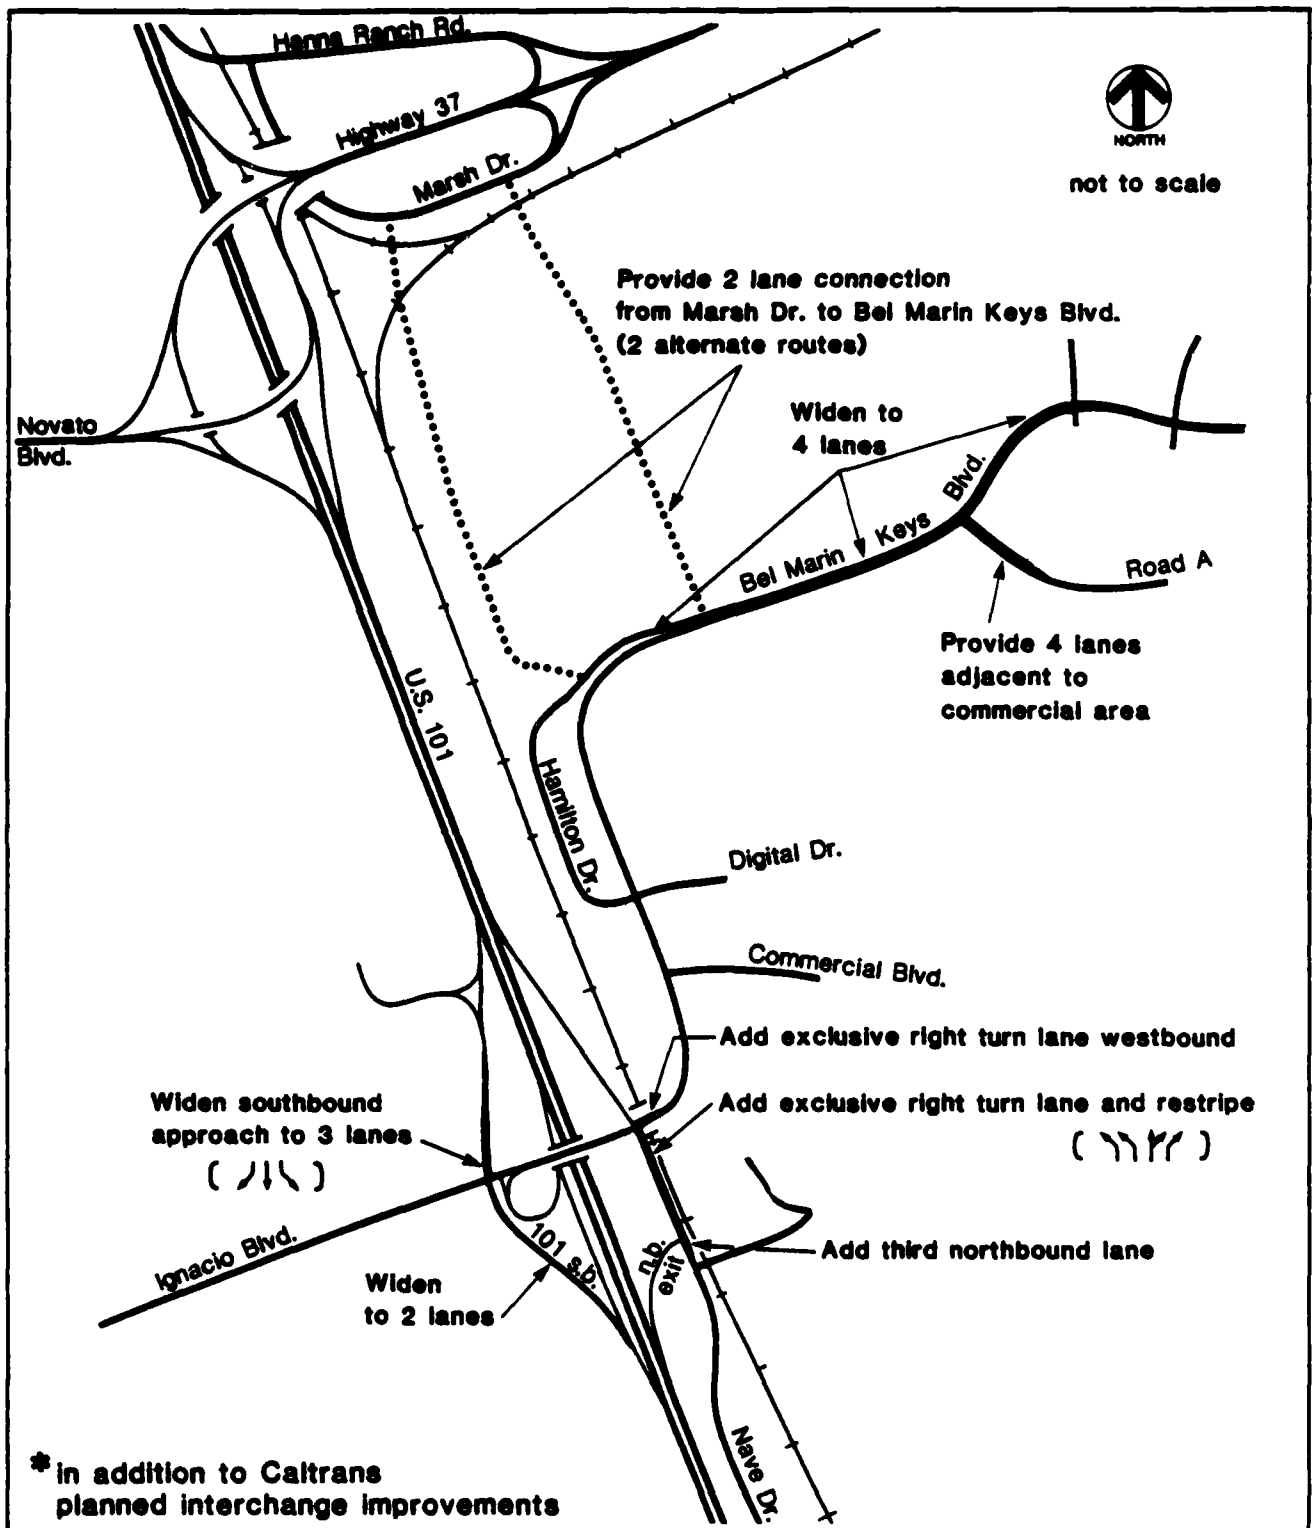 Hanna Ranch Rd.
Highway 37
Marsh Dr.
NORTH
not to scale
Provide 2 lane connection
from Marsh Dr. to Bel Marin Keys Blvd.
(2 alternate routes)
Widen to
4 lanes
Novato
Blvd.
Bel Marin Keys Blvd.
Road A
Provide 4 lanes
adjacent to
commercial area
U.S. 101
Hamilton Dr.
Digital Dr.
Commercial Blvd.
Add exclusive right turn lane westbound
Widen southbound
approach to 3 lanes
Add exclusive right turn lane and restripe
Ignacio Blvd.
101 s.b.
n.b.
exit
Add third northbound lane
Widen
to 2 lanes
Nave Dr.
* in addition to Caltrans
planned interchange improvements